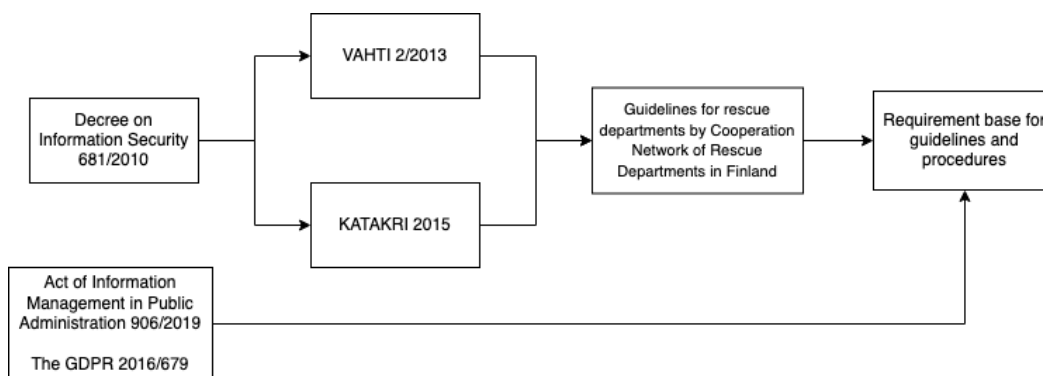 Decree on
Information Security
681/2010
VAHTI 2/2013
KATAKRI 2015
Guidelines for rescue
departments by Cooperation
Network of Rescue
Departments in Finland
Requirement base for
guidelines and
procedures
Act of Information
Management in Public
Administration 906/2019
The GDPR 2016/679